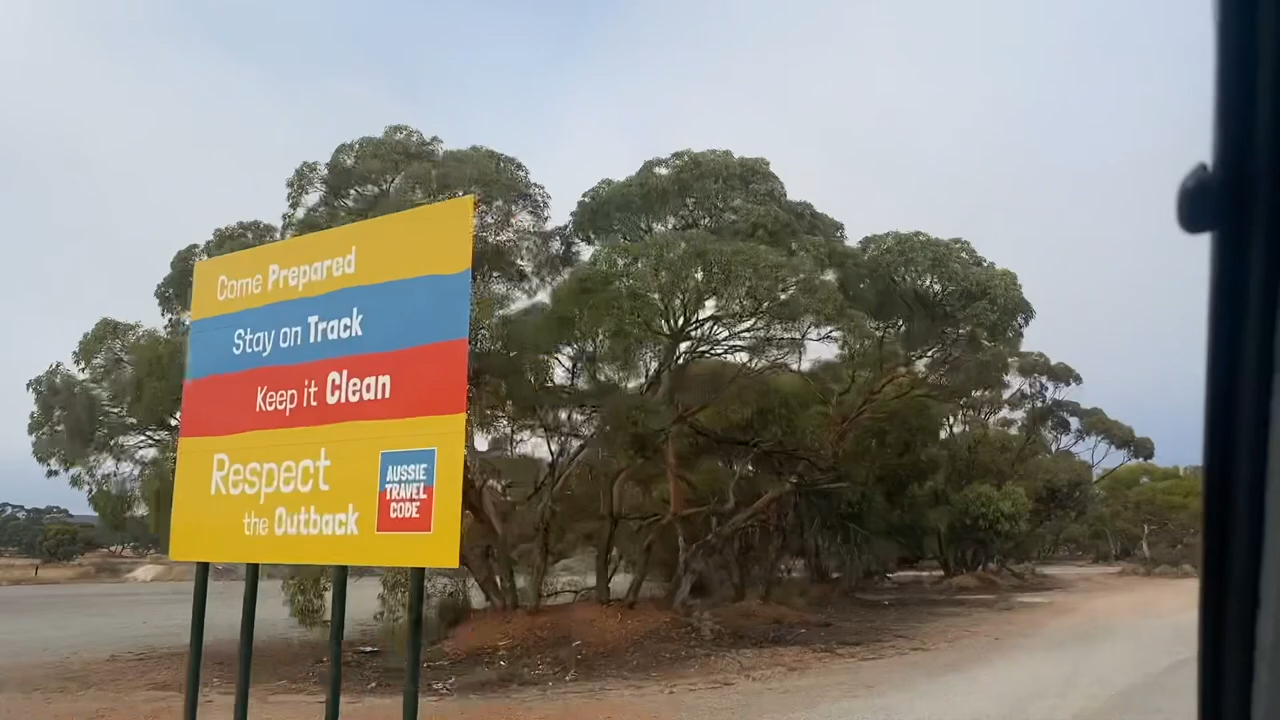 Come Prepared
Stay on Track
Keep it Clean
Respect
the Outback
AUSSIE
TRAVEL
CODE